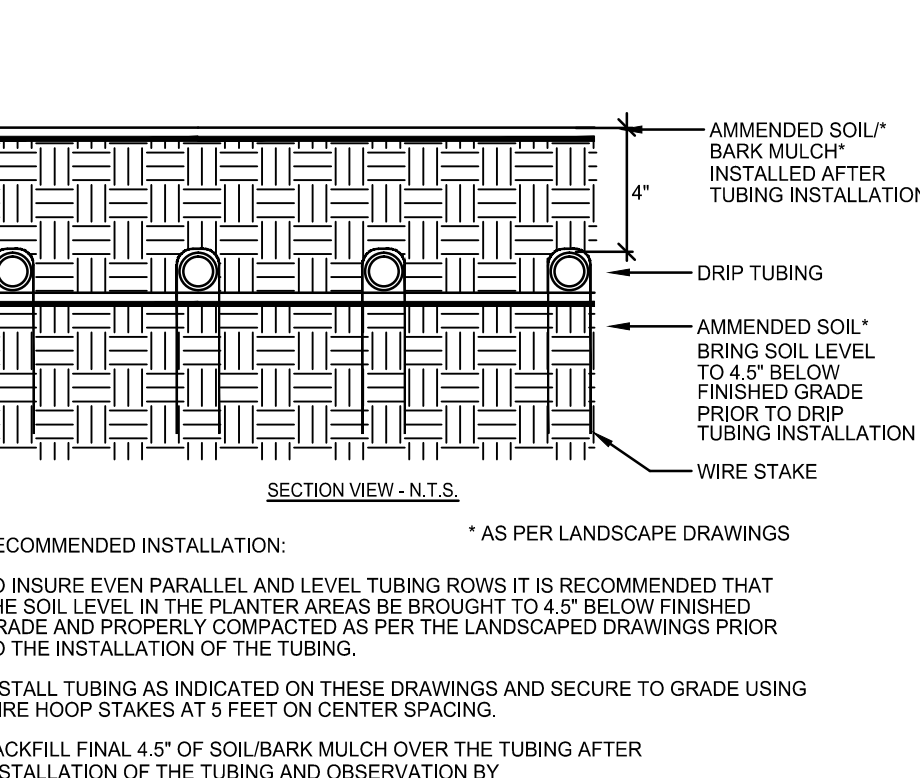 AMMENDED SOIL/*
BARK MULCH*
INSTALLED AFTER
TUBING INSTALLATION
4"
DRIP TUBING
AMMENDED SOIL*
BRING SOIL LEVEL
TO 4.5" BELOW
FINISHED GRADE
PRIOR TO DRIP
TUBING INSTALLATION
WIRE STAKE
SECTION VIEW - N.T.S.
* AS PER LANDSCAPE DRAWINGS
ECOMMENDED INSTALLATION:
O INSURE EVEN PARALLEL AND LEVEL TUBING ROWS IT IS RECOMMENDED THAT
HE SOIL LEVEL IN THE PLANTER AREAS BE BROUGHT TO 4.5" BELOW FINISHED
RADE AND PROPERLY COMPACTED AS PER THE LANDSCAPED DRAWINGS PRIOR
O THE INSTALLATION OF THE TUBING.
STALL TUBING AS INDICATED ON THESE DRAWINGS AND SECURE TO GRADE USING
IRE HOOP STAKES AT 5 FEET ON CENTER SPACING.
ACKFILL FINAL 4.5" OF SOIL/BARK MULCH OVER THE TUBING AFTER
STALLATION OF THE TUBING AND OBSERVATION BY